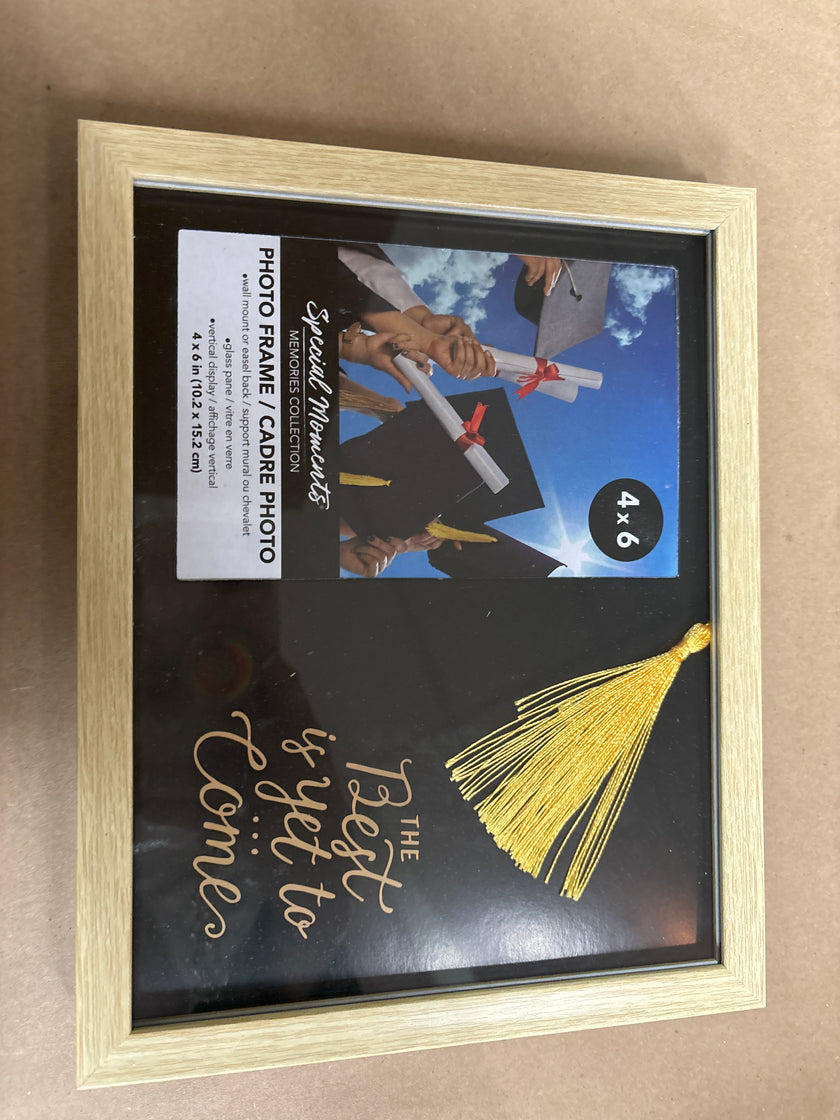 4 x 6
Special Moments
MEMORIES COLLECTION
PHOTO FRAME / CADRE PHOTO
•wall mount or easel back / support mural ou chevalet
•glass pane / vitre en verre
•vertical display / affichage vertical
4 x 6 in (10.2 x 15.2 cm)
THE
Best
is yet to
...
Come